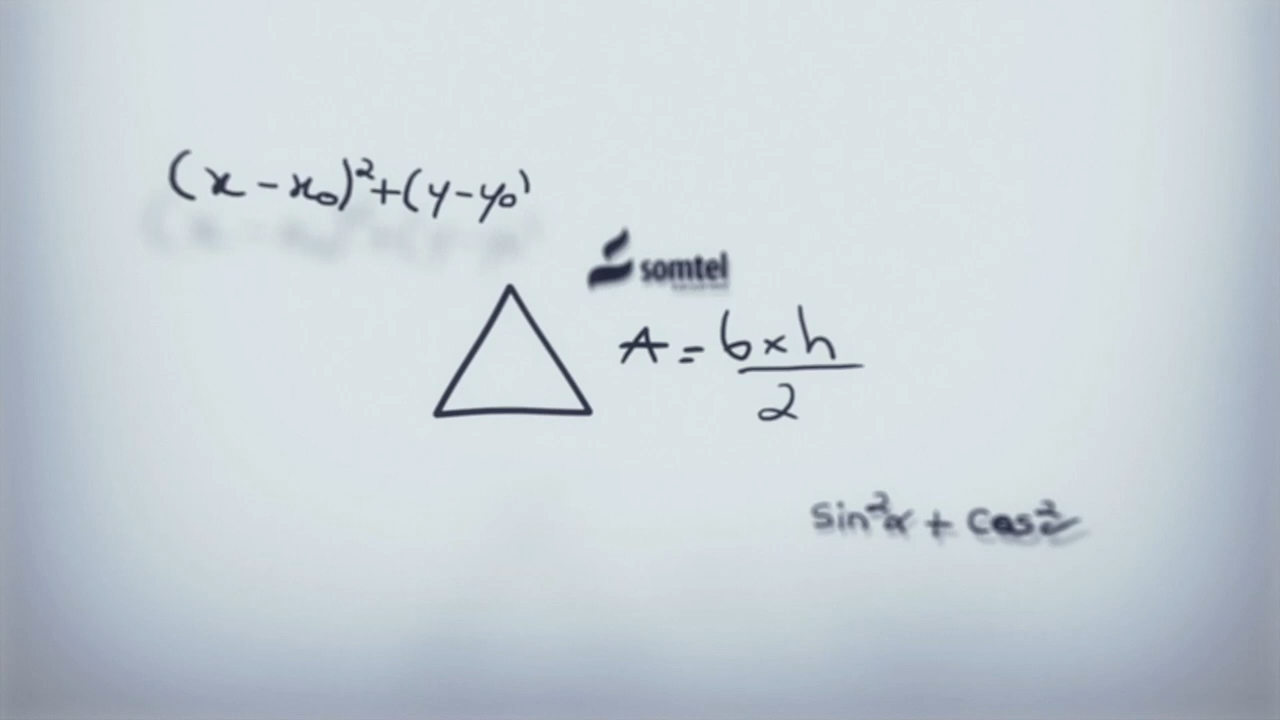 (x - x₀)² + (y - y₀)
somtel
A = b × h
2
sin²α + cos²